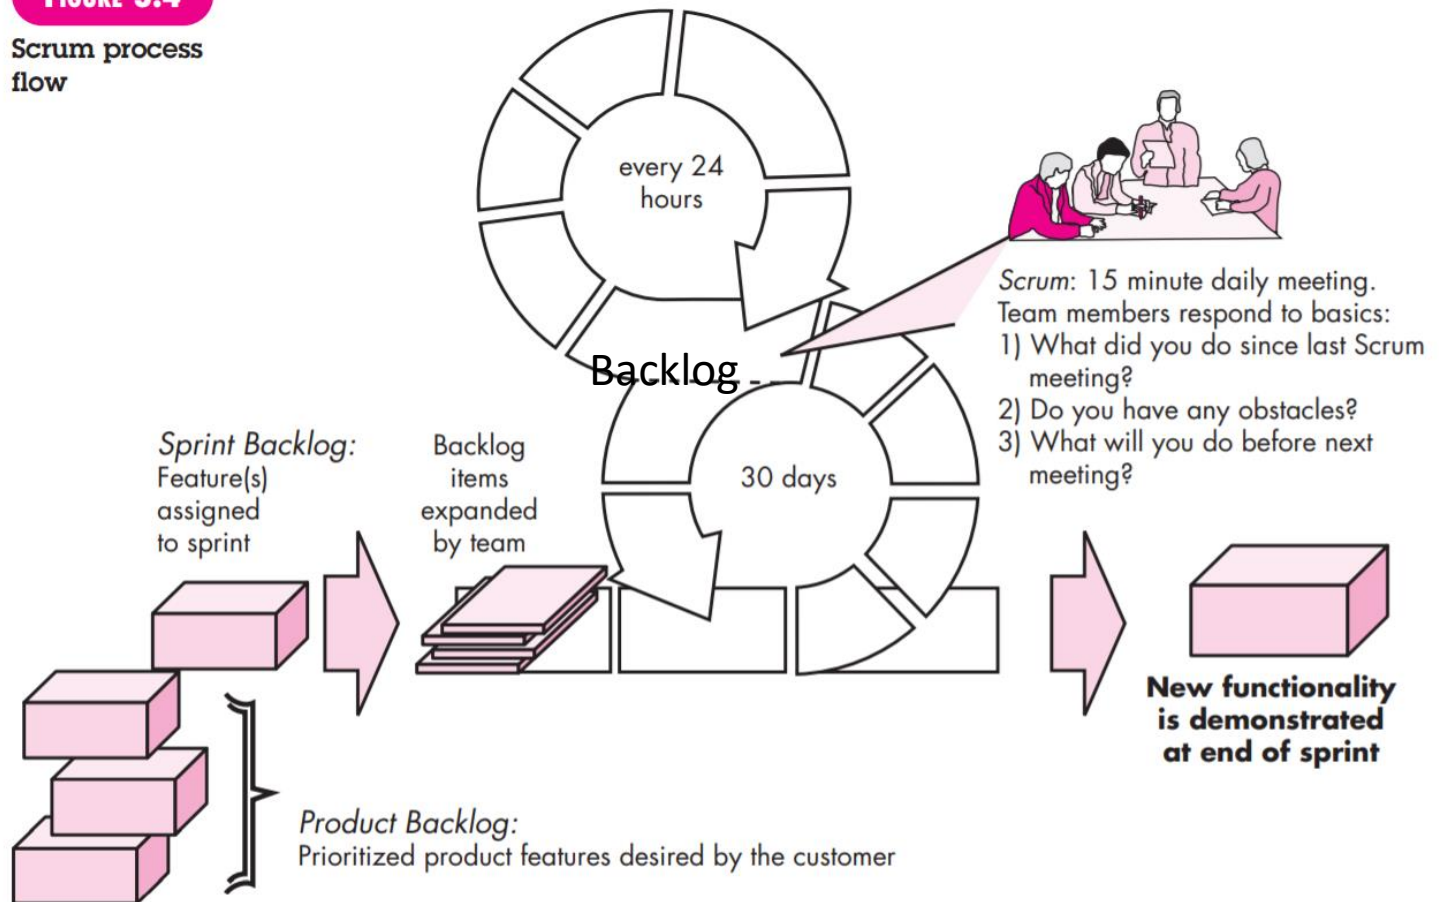 FIGURE 3.4
Scrum process
flow
every 24
hours
Scrum: 15 minute daily meeting.
Team members respond to basics:
1) What did you do since last Scrum
meeting?
2) Do you have any obstacles?
3) What will you do before next
meeting?
Backlog
Sprint Backlog:
Feature(s)
assigned
to sprint
Backlog
items
expanded
by team
30 days
New functionality
is demonstrated
at end of sprint
Product Backlog:
Prioritized product features desired by the customer